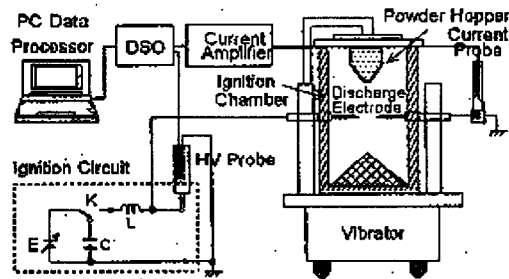 PC Data
Processor
DSO
Current
Amplifier
Powder Hopper
Current
Probe
Ignition
Chamber
Discharge
Electrode
HV Probe
Ignition Circuit
K
L
E
C
Vibrator